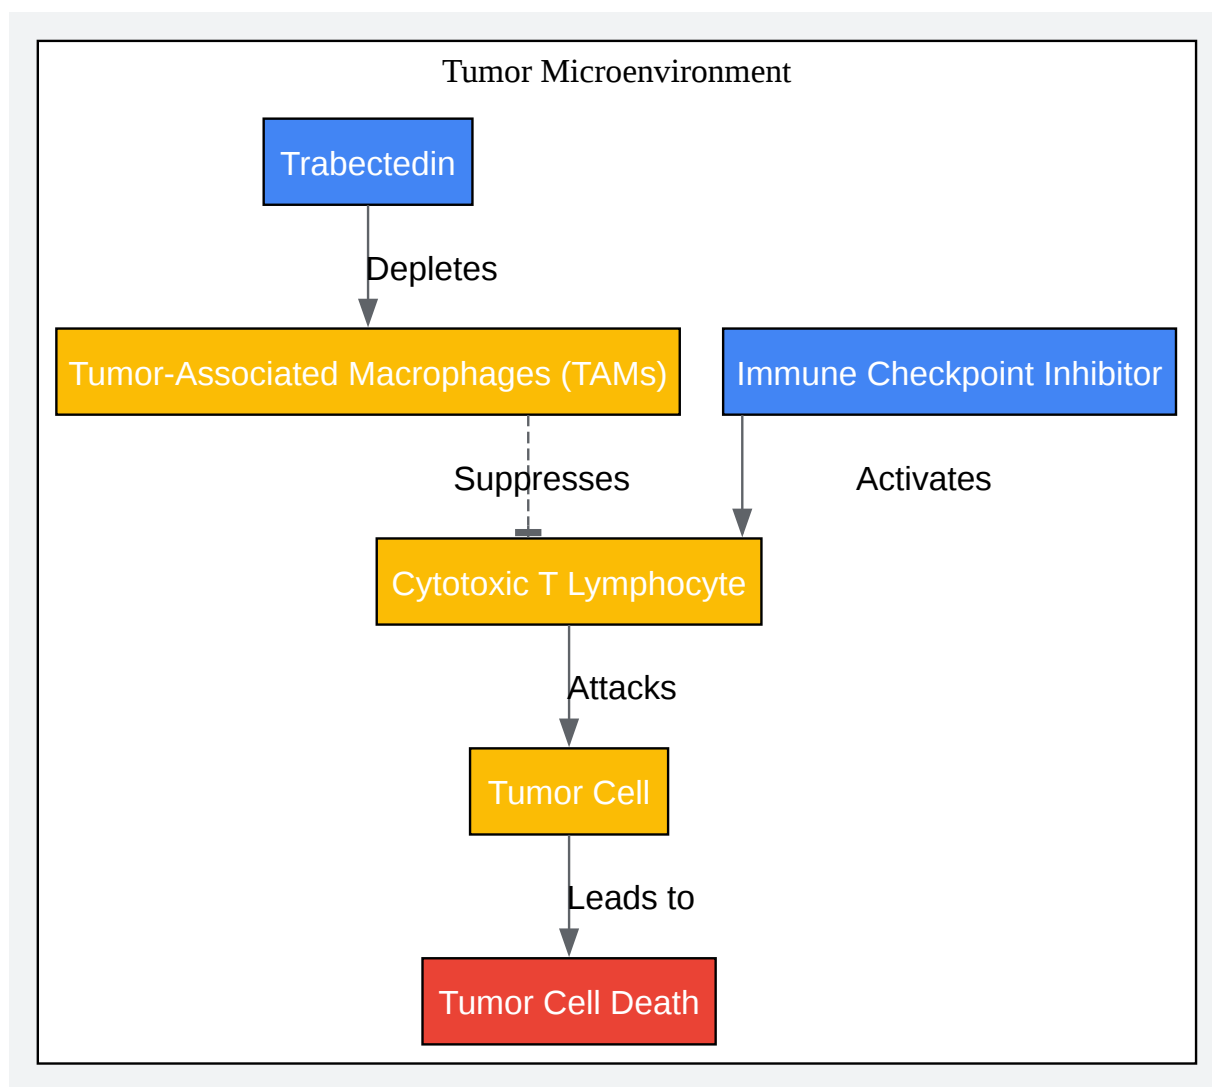 Tumor Microenvironment
Trabectedin
Depletes
Tumor-Associated Macrophages (TAMs)
Immune Checkpoint Inhibitor
Suppresses
Activates
Cytotoxic T Lymphocyte
Attacks
Tumor Cell
Leads to
Tumor Cell Death